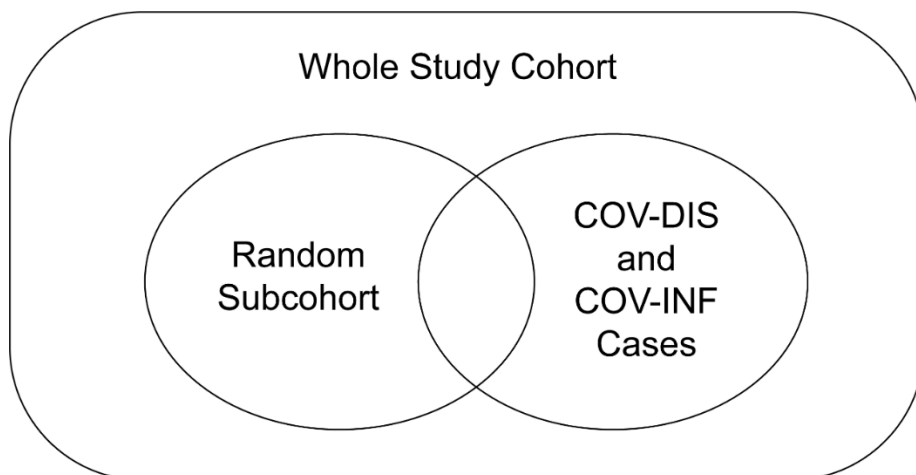 Whole Study Cohort
Random
Subcohort
COV-DIS
and
COV-INF
Cases